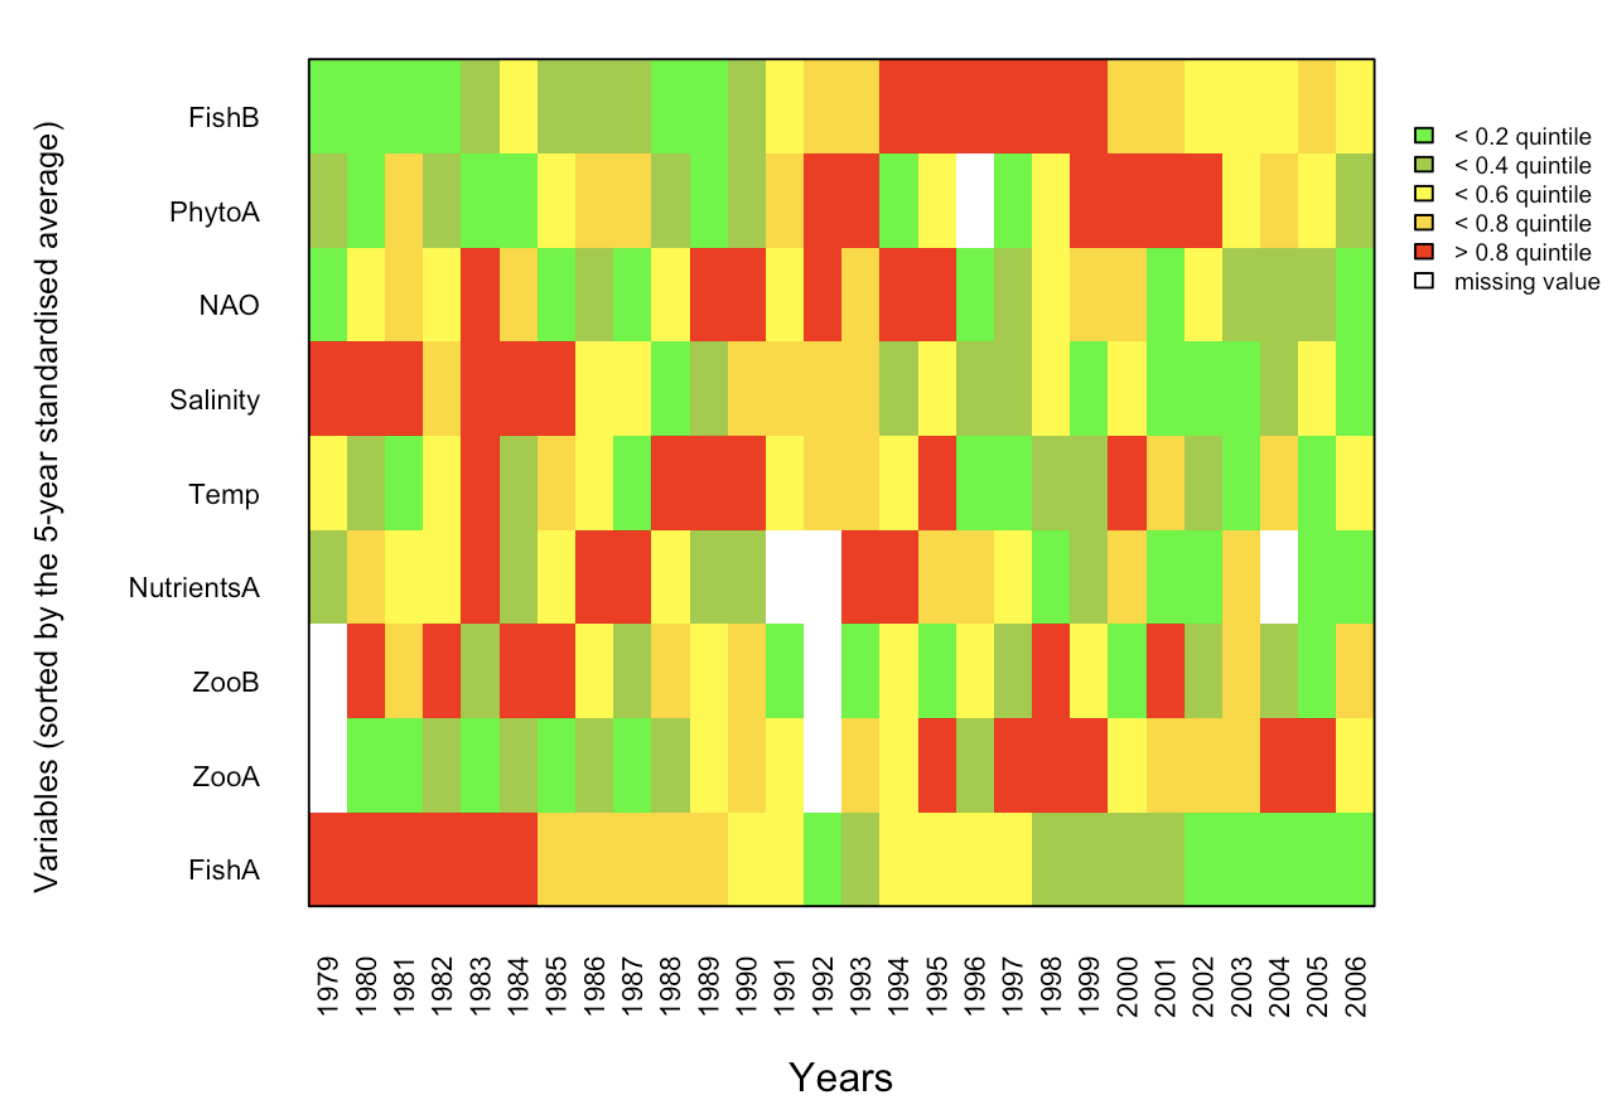 Variables (sorted by the 5-year standardised average)
FishB
PhytoA
NAO
Salinity
Temp
NutrientsA
ZooB
ZooA
FishA
< 0.2 quintile
< 0.4 quintile
< 0.6 quintile
< 0.8 quintile
> 0.8 quintile
missing value
1979 1980 1981 1982 1983 1984 1985 1986 1987 1988 1989 1990 1991 1992 1993 1994 1995 1996 1997 1998 1999 2000 2001 2002 2003 2004 2005 2006
Years